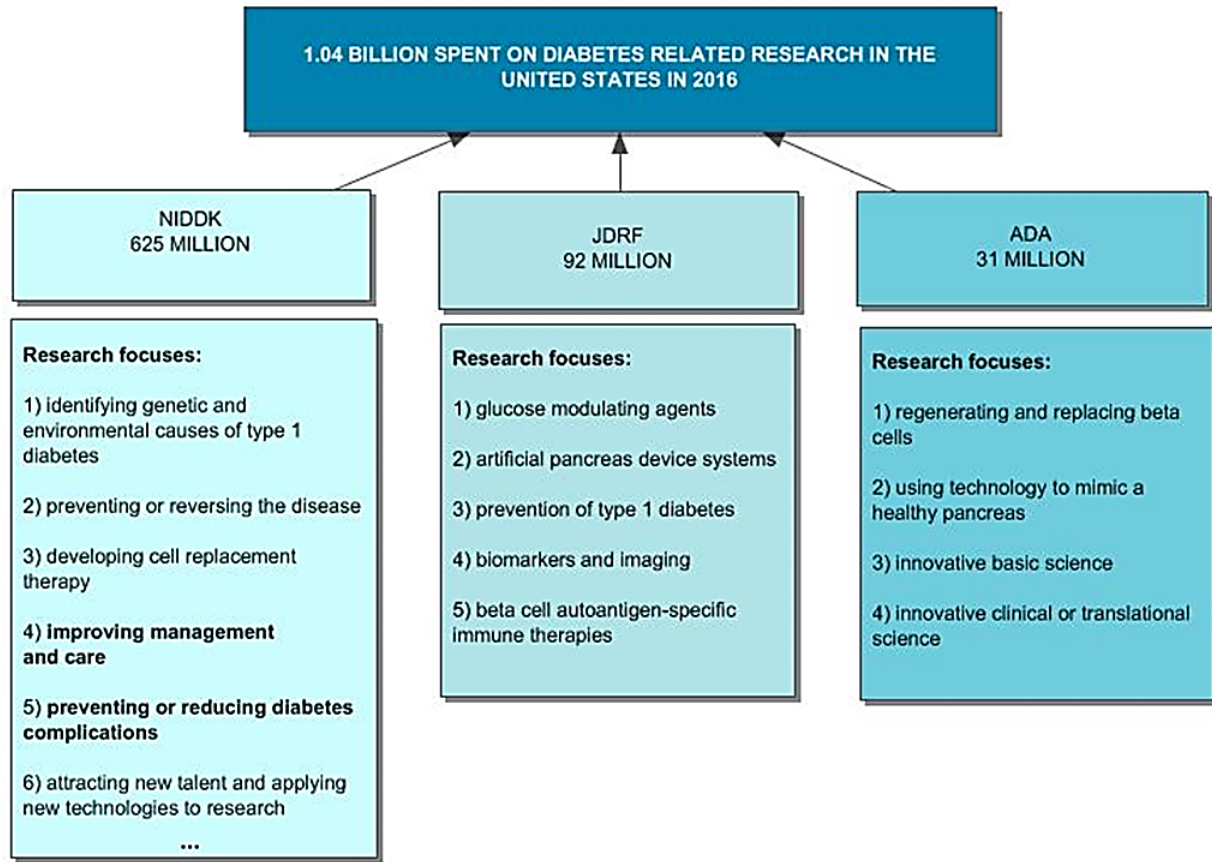 1.04 BILLION SPENT ON DIABETES RELATED RESEARCH IN THE
UNITED STATES IN 2016
NIDDK
625 MILLION
JDRF
92 MILLION
ADA
31 MILLION
Research focuses:
1) identifying genetic and
environmental causes of type 1
diabetes
2) preventing or reversing the disease
3) developing cell replacement
therapy
4) improving management
and care
5) preventing or reducing diabetes
complications
6) attracting new talent and applying
new technologies to research
...
Research focuses:
1) glucose modulating agents
2) artificial pancreas device systems
3) prevention of type 1 diabetes
4) biomarkers and imaging
5) beta cell autoantigen-specific
immune therapies
Research focuses:
1) regenerating and replacing beta
cells
2) using technology to mimic a
healthy pancreas
3) innovative basic science
4) innovative clinical or translational
science